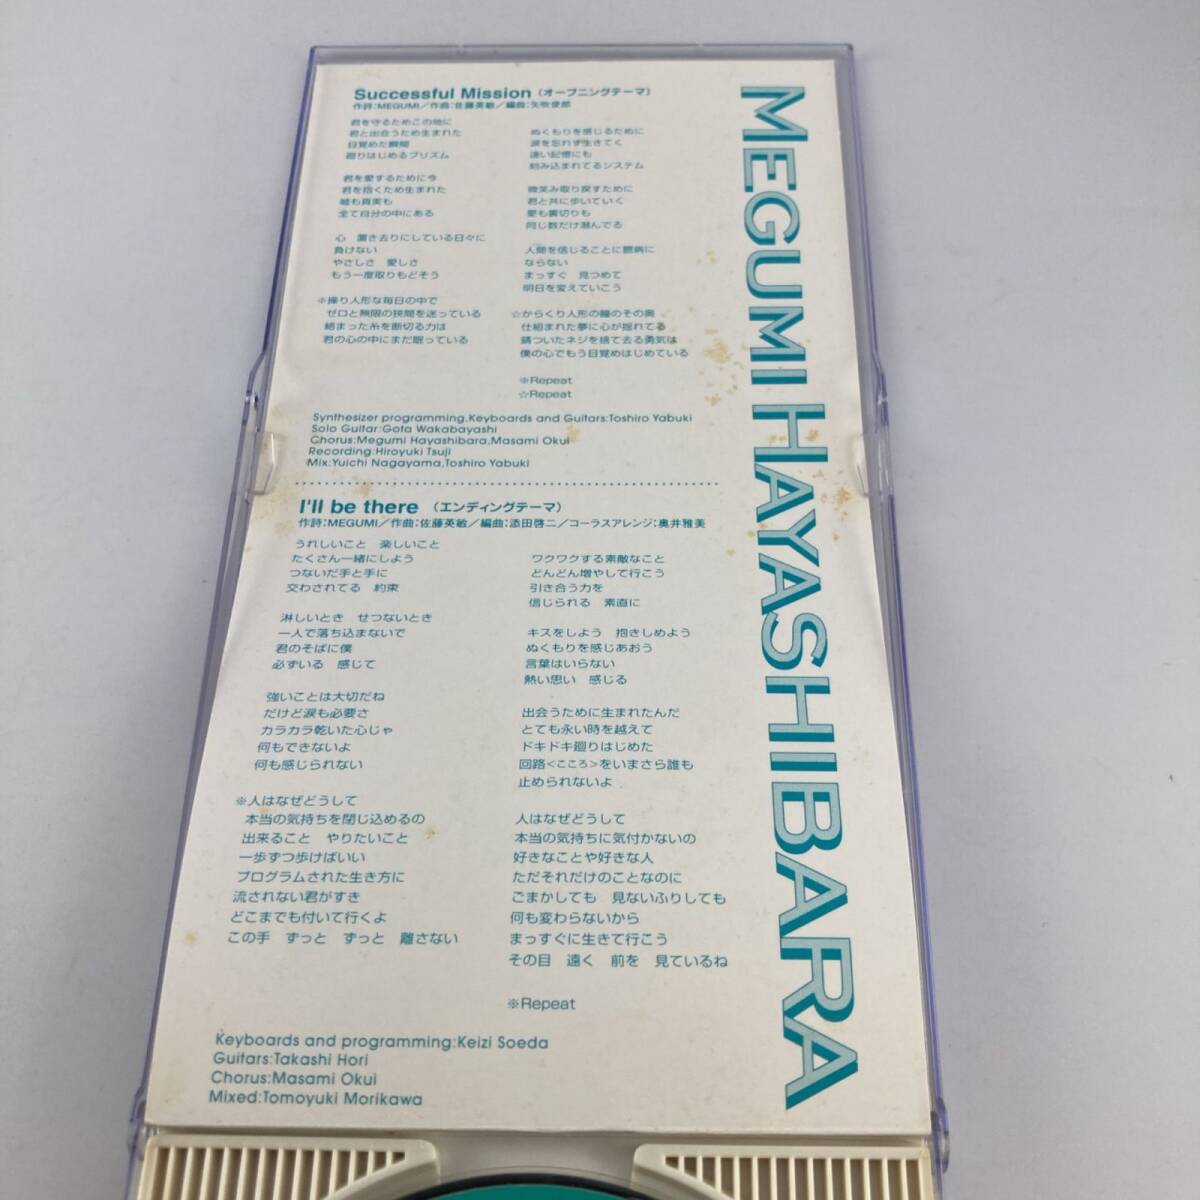 Successful Mission (オープニングテーマ)
作詩:MEGUMI/作曲:佐藤英敏/編曲:矢吹俊郎
君を守るためこの地に
君と出会うため生まれた
目覚めた瞬間
廻りはじめるプリズム
君を愛するために今
君を抱くため生まれた
嘘も真実も
全て自分の中にある
心 置き去りにしている日々に
負けない
やさしさ 愛しさ
もう一度取りもどそう
※操り人形な毎日の中で
ゼロと無限の狭間を迷っている
絡まった糸を断切る力は
君の心の中にまだ眠っている
ぬくもりを感じるために
涙を忘れず生きてく
遠い記憶にも
刻み込まれてるシステム
微笑み取り戻すために
君と共に歩いていく
愛も裏切りも
同じ数だけ潜んでる
人間を信じることに臆病に
ならない
まっすぐ 見つめて
明日を変えていこう
☆からくり人形の瞳のその奥
仕組まれた夢に心が揺れてる
錆ついたネジを捨て去る勇気は
僕の心でもう目覚めはじめている
※Repeat
☆Repeat
Synthesizer programming,Keyboards and Guitars:Toshiro Yabuki
Solo Guitar:Gota Wakabayashi
Chorus:Megumi Hayashibara,Masami Okui
Recording:Hiroyuki Tsuji
Mix:Yuichi Nagayama,Toshiro Yabuki
I'll be there (エンディングテーマ)
作詩:MEGUMI/作曲:佐藤英敏/編曲:添田啓二/コーラスアレンジ:奥井雅美
うれしいこと 楽しいこと
たくさん一緒にしよう
つないだ手と手に
交わされてる 約束
淋しいとき せつないとき
一人で落ち込まないで
君のそばに僕
必ずいる 感じて
強いことは大切だね
だけど涙も必要さ
カラカラ乾いた心じゃ
何もできないよ
何も感じられない
※人はなぜどうして
本当の気持ちを閉じ込めるの
出来ること やりたいこと
一歩ずつ歩けばいい
プログラムされた生き方に
流されない君がすき
どこまでも付いて行くよ
この手 ずっと ずっと 離さない
ワクワクする素敵なこと
どんどん増やして行こう
引き合う力を
信じられる 素直に
キスをしよう 抱きしめよう
ぬくもりを感じあおう
言葉はいらない
熱い思い 感じる
出会うために生まれたんだ
とても永い時を越えて
ドキドキ廻りはじめた
回路<こころ>をいまさら誰も
止められないよ
人はなぜどうして
本当の気持ちに気付かないの
好きなことや好きな人
ただそれだけのことなのに
ごまかしても 見ないふりしても
何も変わらないから
まっすぐに生きて行こう
その目 遠く 前を 見ているね
※Repeat
Keyboards and programming:Keizi Soeda
Guitars:Takashi Hori
Chorus:Masami Okui
Mixed:Tomoyuki Morikawa
MEGUMI HAYASHIBARA